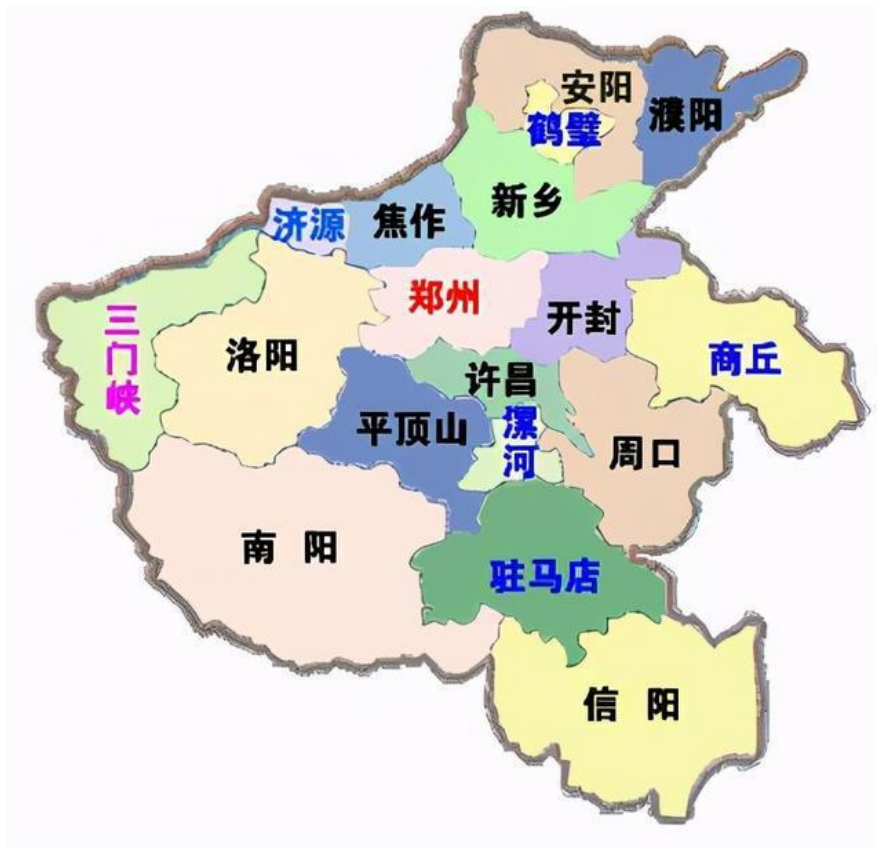 安阳
濮阳
鹤壁
新乡
济源
焦作
郑州
开封
三门峡
洛阳
商丘
许昌
平顶山
漯河
周口
南 阳
驻马店
信 阳